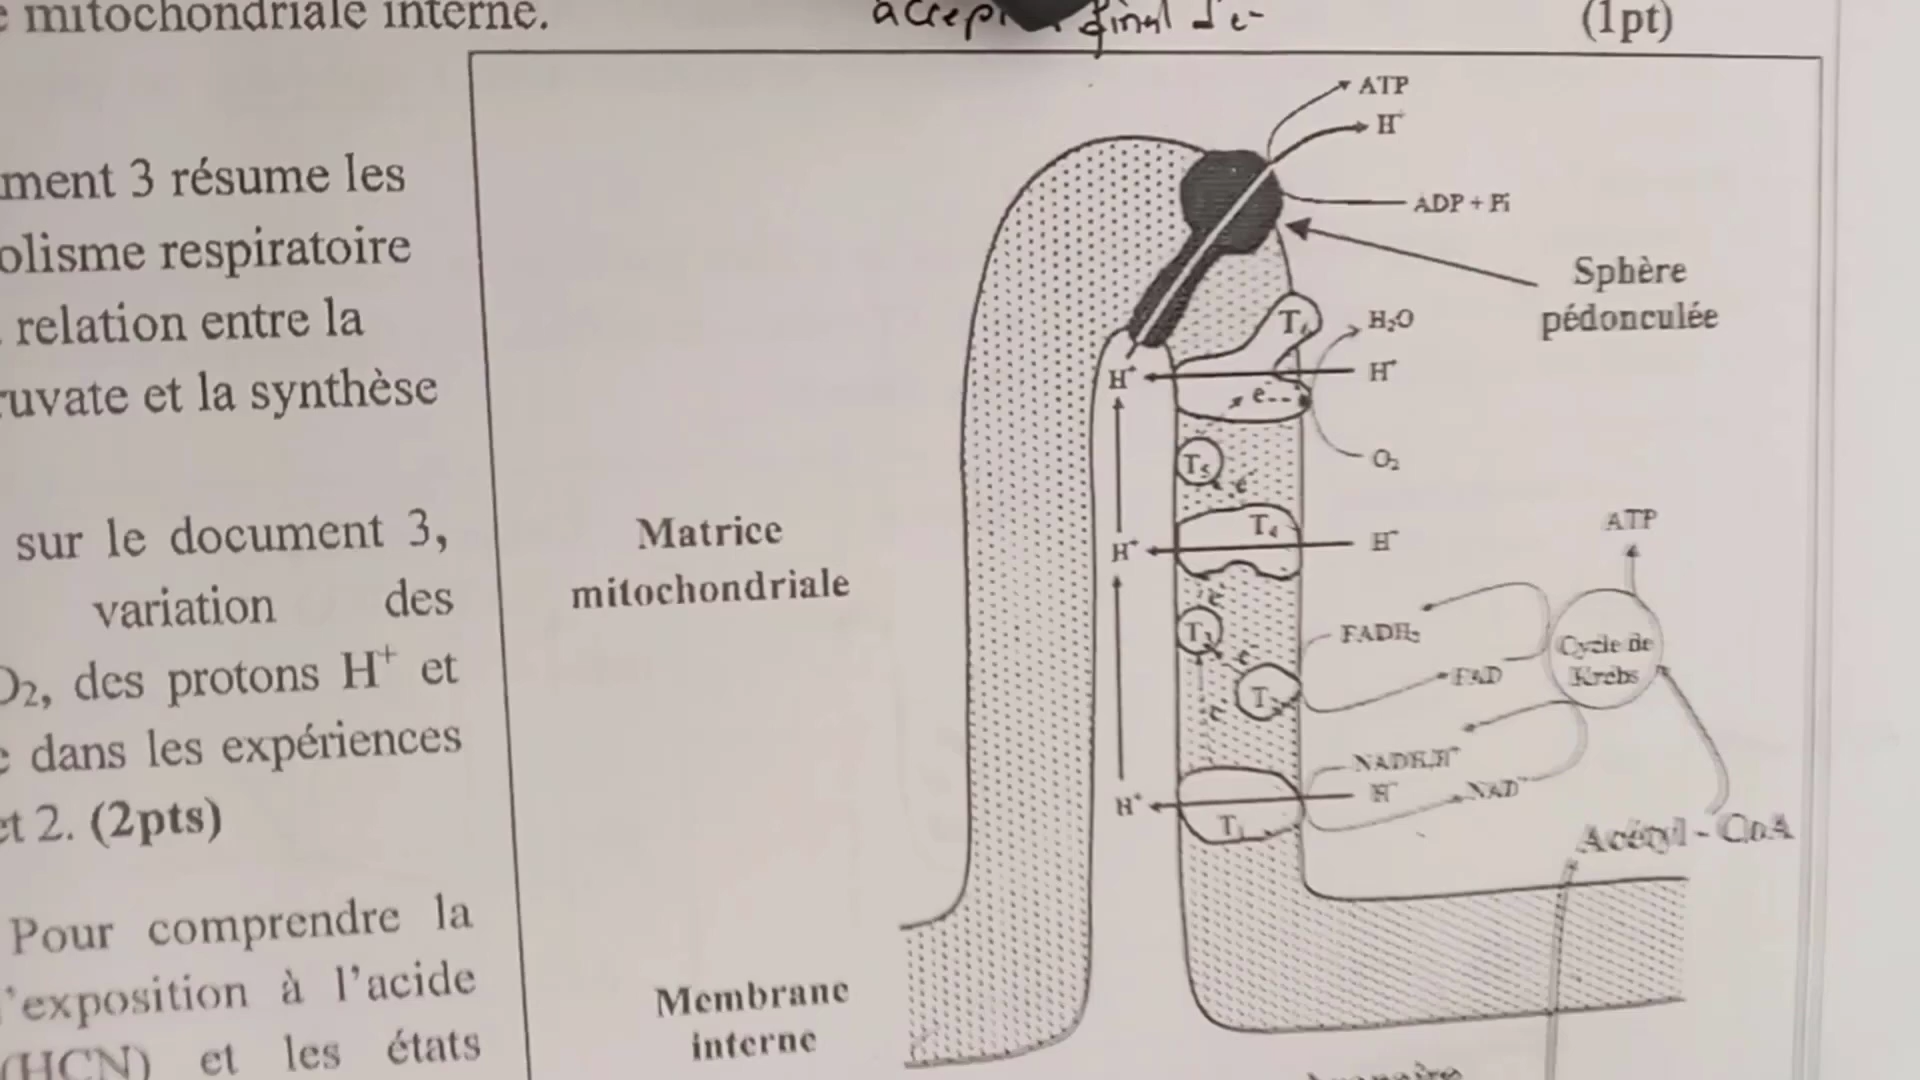 mitochondriale interne.
final d'e-
(1pt)
ment 3 résume les
olisme respiratoire
relation entre la
ruvate et la synthèse
sur le document 3,
variation des
O2, des protons H+ et
dans les expériences
et 2. (2pts)
Pour comprendre la
l'exposition à l'acide
(HCN) et les états
ATP
H+
ADP + Pi
Sphère
pédonculée
T6
H2O
H+
H+
e-
O2
T5
e-
Matrice
mitochondriale
T4
H+
H+
ATP
T3
e-
FADH2
Cycle de
Krebs
FAD
T2
NADH,H+
H+
NAD+
H+
T1
Acétyl - CoA
Membrane
interne